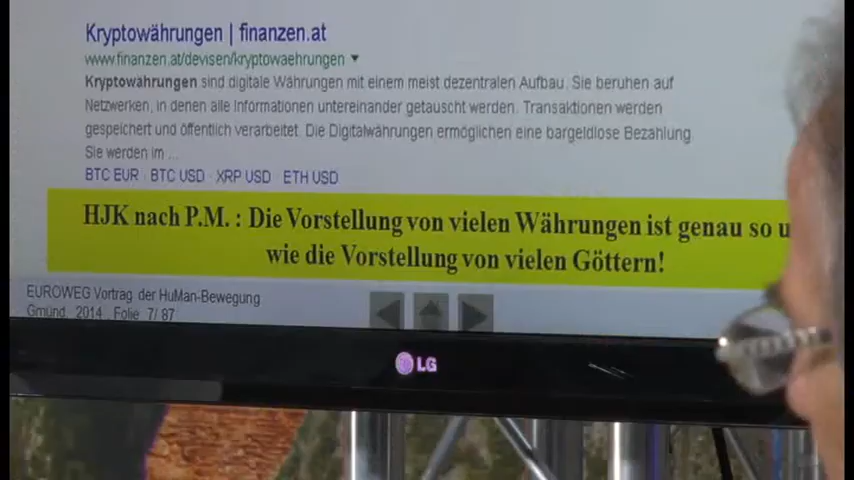 Kryptowährungen | finanzen.at
www.finanzen.at/devisen/kryptowaehrungen
Kryptowährungen sind digitale Währungen mit einem meist dezentralen Aufbau. Sie beruhen auf
Netzwerken, in denen alle Informationen untereinander getauscht werden. Transaktionen werden
gespeichert und öffentlich verarbeitet. Die Digitalwährungen ermöglichen eine bargeldlose Bezahlung.
Sie werden im ...
BTC EUR · BTC USD · XRP USD · ETH USD
HJK nach P.M. : Die Vorstellung von vielen Währungen ist genau so
wie die Vorstellung von vielen Göttern!
EUROWEG Vortrag der HuMan-Bewegung
Gmünd, 2014 Folie 7/ 87
LG